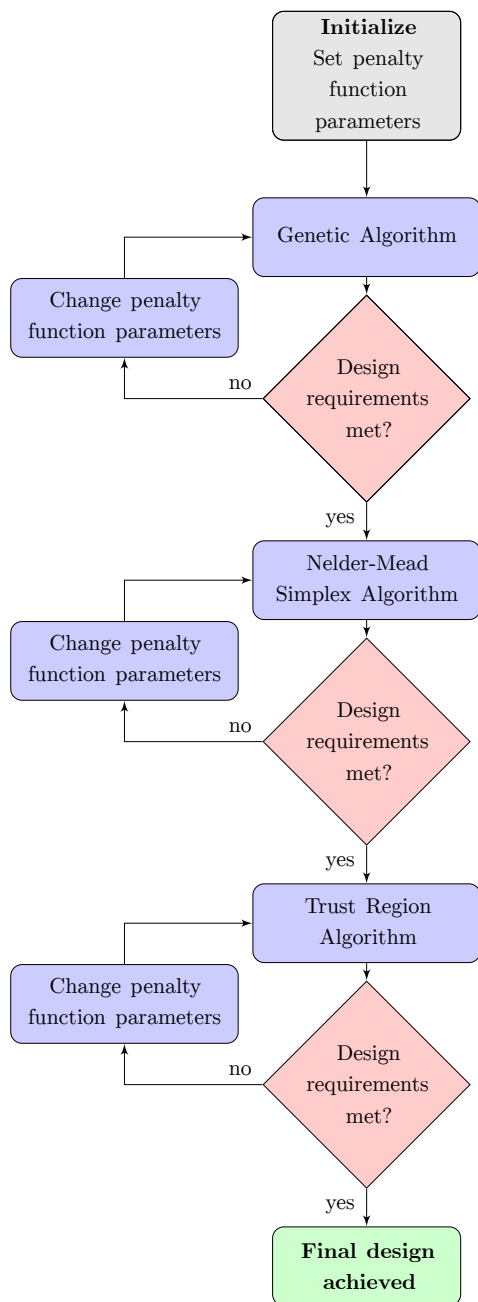 Initialize
Set penalty
function
parameters
Genetic Algorithm
Change penalty
function parameters
Design
requirements
met?
no
yes
Nelder-Mead
Simplex Algorithm
Change penalty
function parameters
Design
requirements
met?
no
yes
Trust Region
Algorithm
Change penalty
function parameters
Design
requirements
met?
no
yes
Final design
achieved